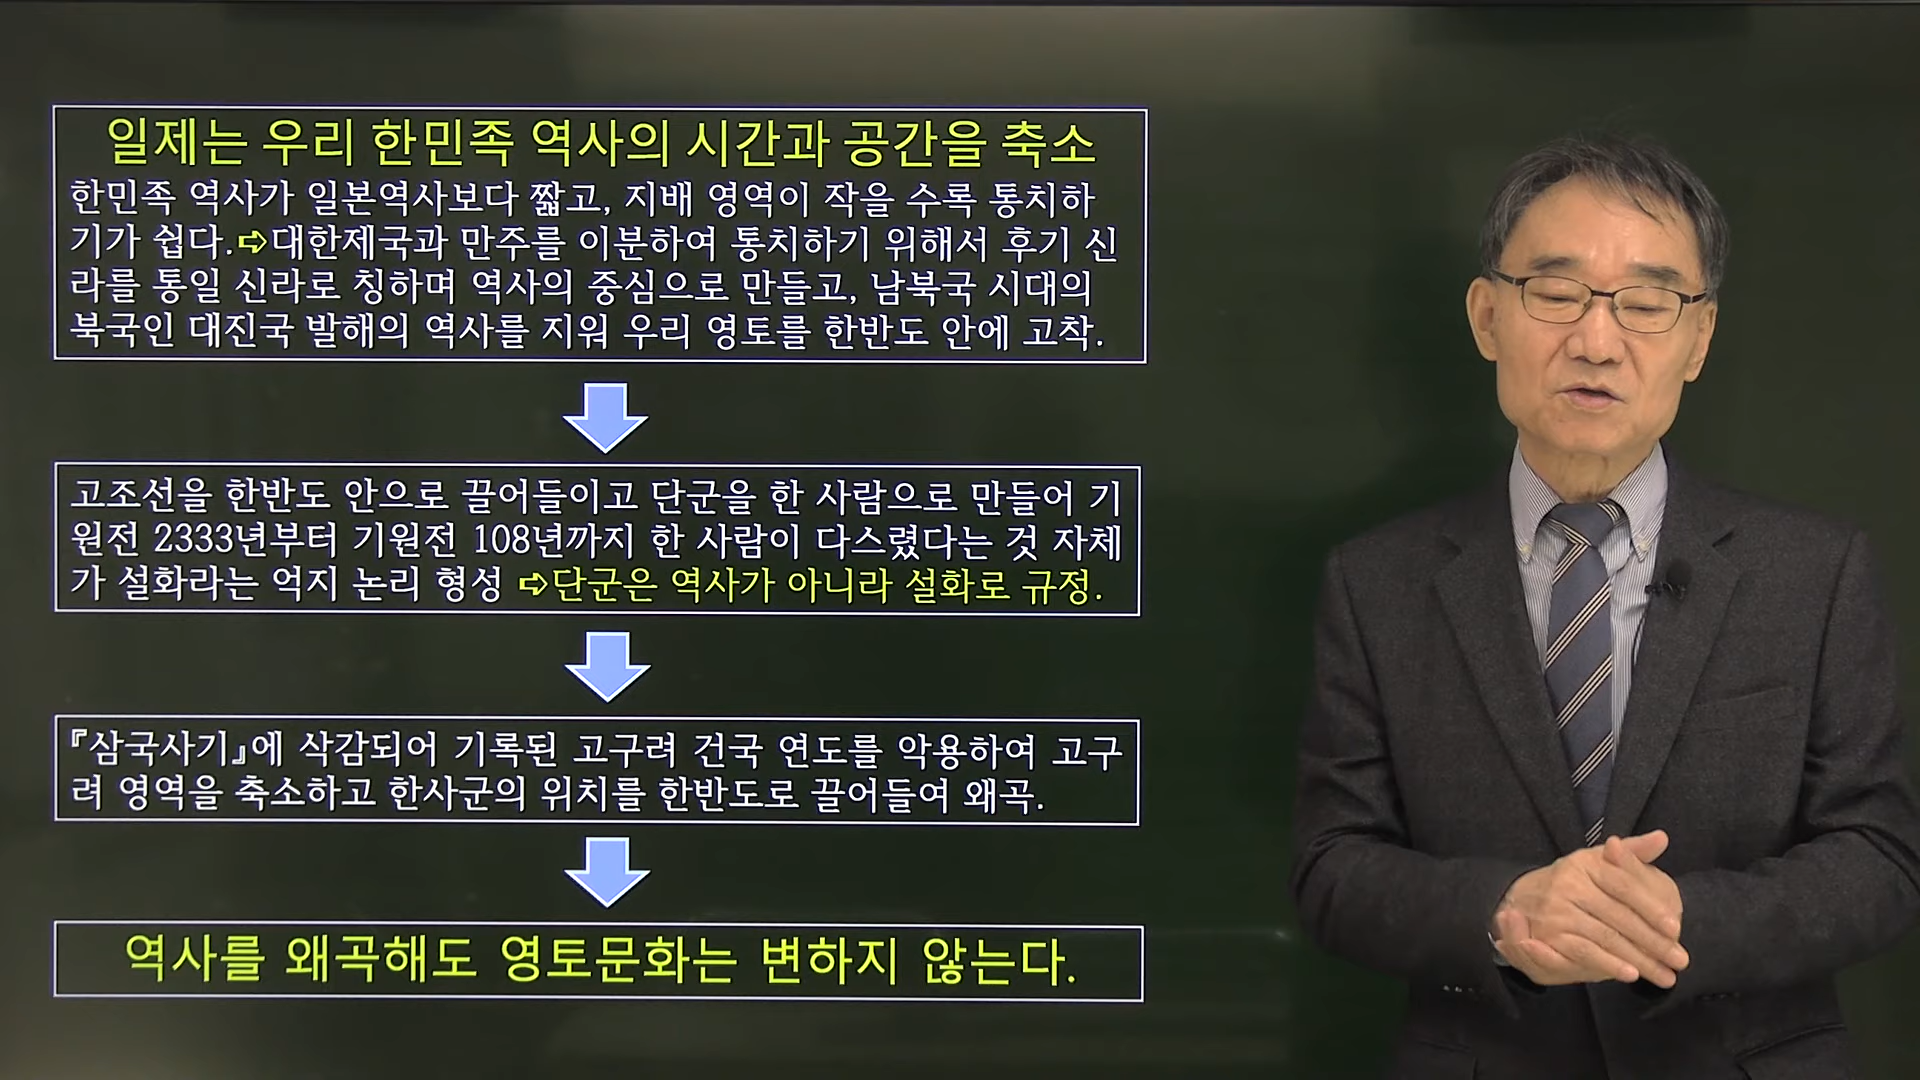 일제는 우리 한민족 역사의 시간과 공간을 축소
한민족 역사가 일본역사보다 짧고, 지배 영역이 작을 수록 통치하
기가 쉽다.➩대한제국과 만주를 이분하여 통치하기 위해서 후기 신
라를 통일 신라로 칭하며 역사의 중심으로 만들고, 남북국 시대의
북국인 대진국 발해의 역사를 지워 우리 영토를 한반도 안에 고착.
고조선을 한반도 안으로 끌어들이고 단군을 한 사람으로 만들어 기
원전 2333년부터 기원전 108년까지 한 사람이 다스렸다는 것 자체
가 설화라는 억지 논리 형성 ➩단군은 역사가 아니라 설화로 규정.
『삼국사기』에 삭감되어 기록된 고구려 건국 연도를 악용하여 고구
려 영역을 축소하고 한사군의 위치를 한반도로 끌어들여 왜곡.
역사를 왜곡해도 영토문화는 변하지 않는다.